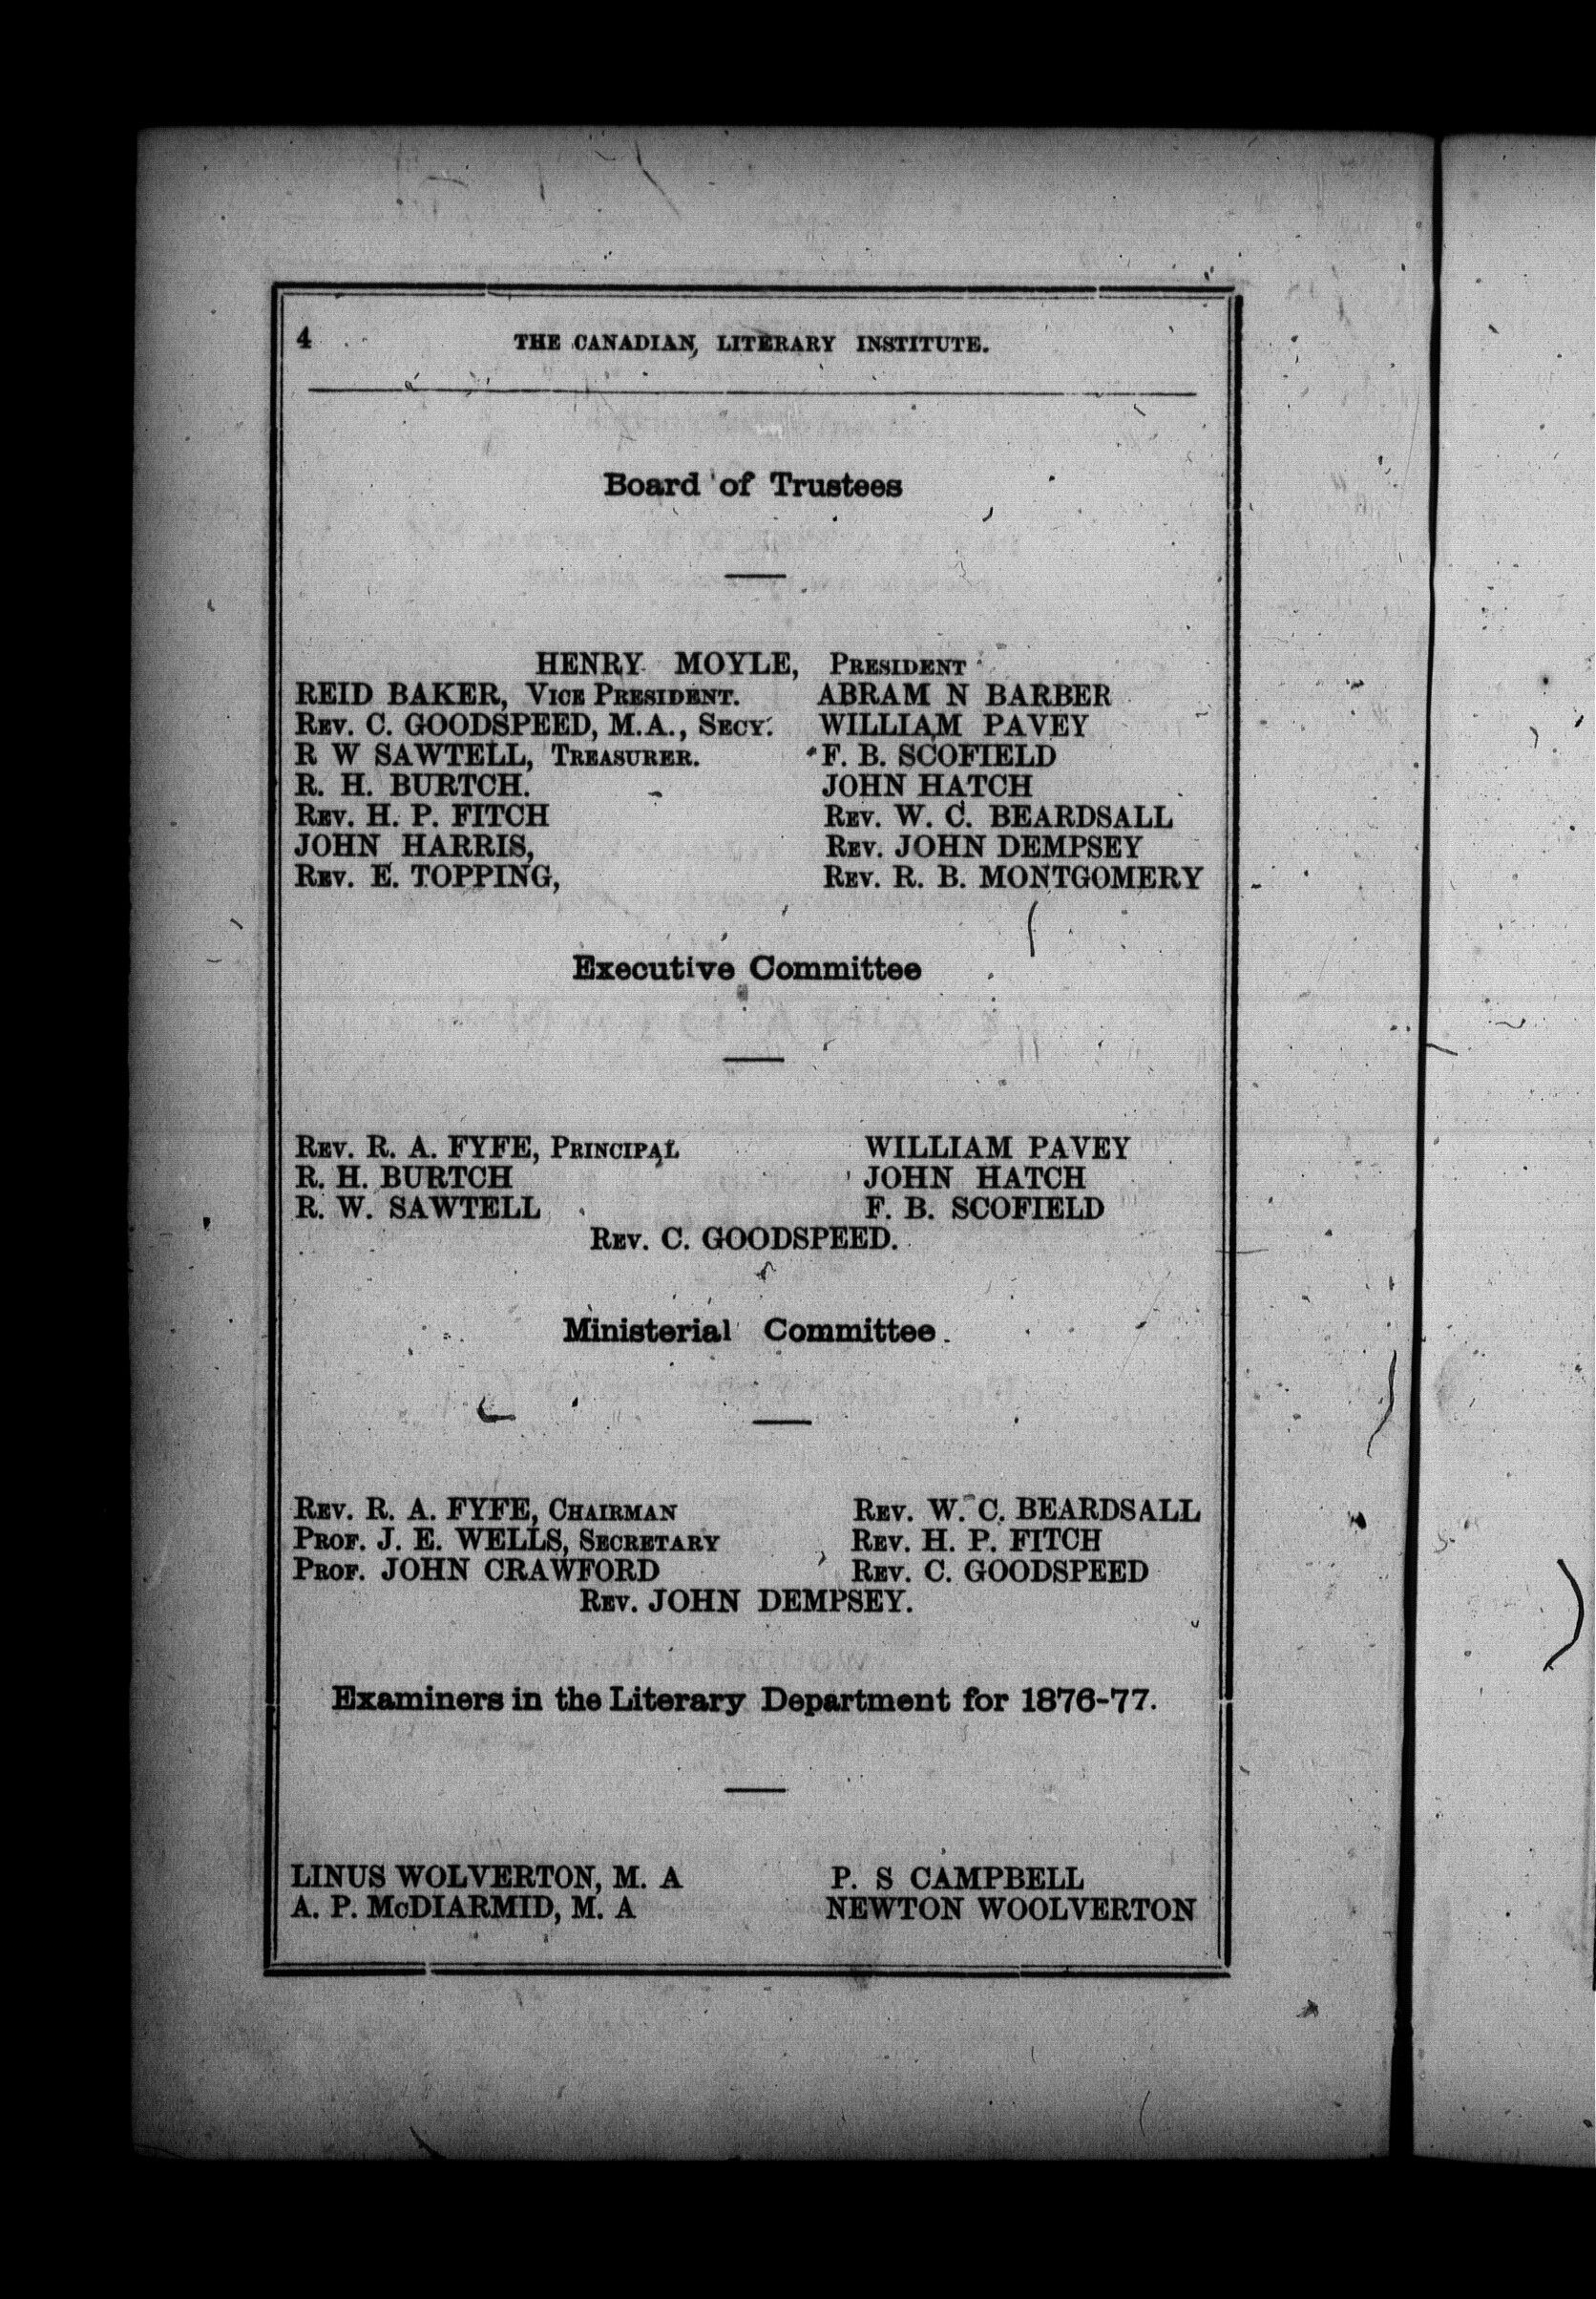 4 THE CANADIAN, LITERARY INSTITUTE.
Board of Trustees
HENRY MOYLE, PRESIDENT
REID BAKER, VICE PRESIDENT. ABRAM N BARBER
REV. C. GOODSPEED, M.A., SECY. WILLIAM PAVEY
R W SAWTELL, TREASURER. F. B. SCOFIELD
R. H. BURTCH. JOHN HATCH
REV. H. P. FITCH REV. W. C. BEARDSALL
JOHN HARRIS, REV. JOHN DEMPSEY
REV. E. TOPPING, REV. R. B. MONTGOMERY
Executive Committee
REV. R. A. FYFE, PRINCIPAL WILLIAM PAVEY
R. H. BURTCH JOHN HATCH
R. W. SAWTELL F. B. SCOFIELD
REV. C. GOODSPEED.
Ministerial Committee.
REV. R. A. FYFE, CHAIRMAN REV. W. C. BEARDSALL
PROF. J. E. WELLS, SECRETARY REV. H. P. FITCH
PROF. JOHN CRAWFORD REV. C. GOODSPEED
REV. JOHN DEMPSEY.
Examiners in the Literary Department for 1876-77.
LINUS WOLVERTON, M. A P. S CAMPBELL
A. P. McDIARMID, M. A NEWTON WOOLVERTON